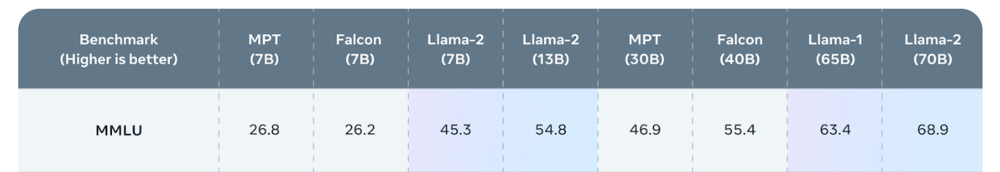 Benchmark MPT Falcon Llama-2 Llama-2 MPT Falcon Llama-1 Llama-2
(Higher is better) (7B) (7B) (7B) (13B) (30B) (40B) (65B) (70B)
MMLU 26.8 26.2 45.3 54.8 46.9 55.4 63.4 68.9